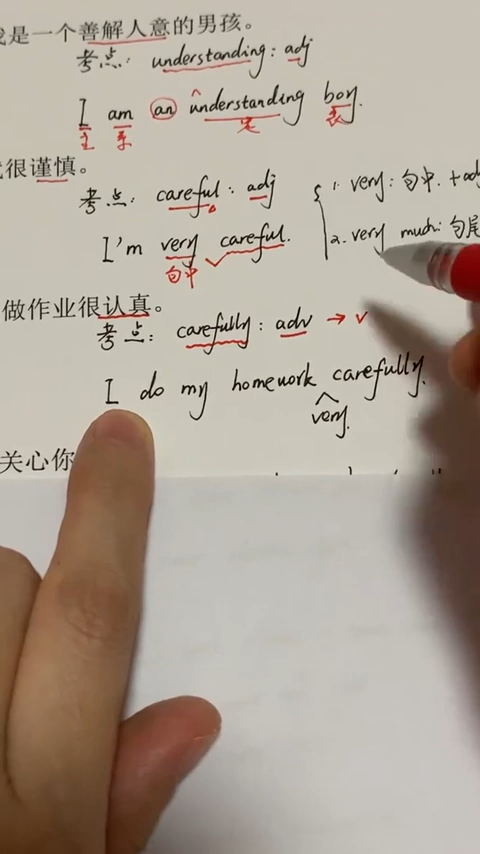 我是一个善解人意的男孩。
考点: understanding: adj
I am an understanding boy.
主 系 定 表
很谨慎。
考点: careful: adj
I'm very careful.
句中
1. very: 句中. + adj
2. very much: 句尾
做作业很认真。
考点: carefully: adv → v
I do my homework carefully.
very.
关心你